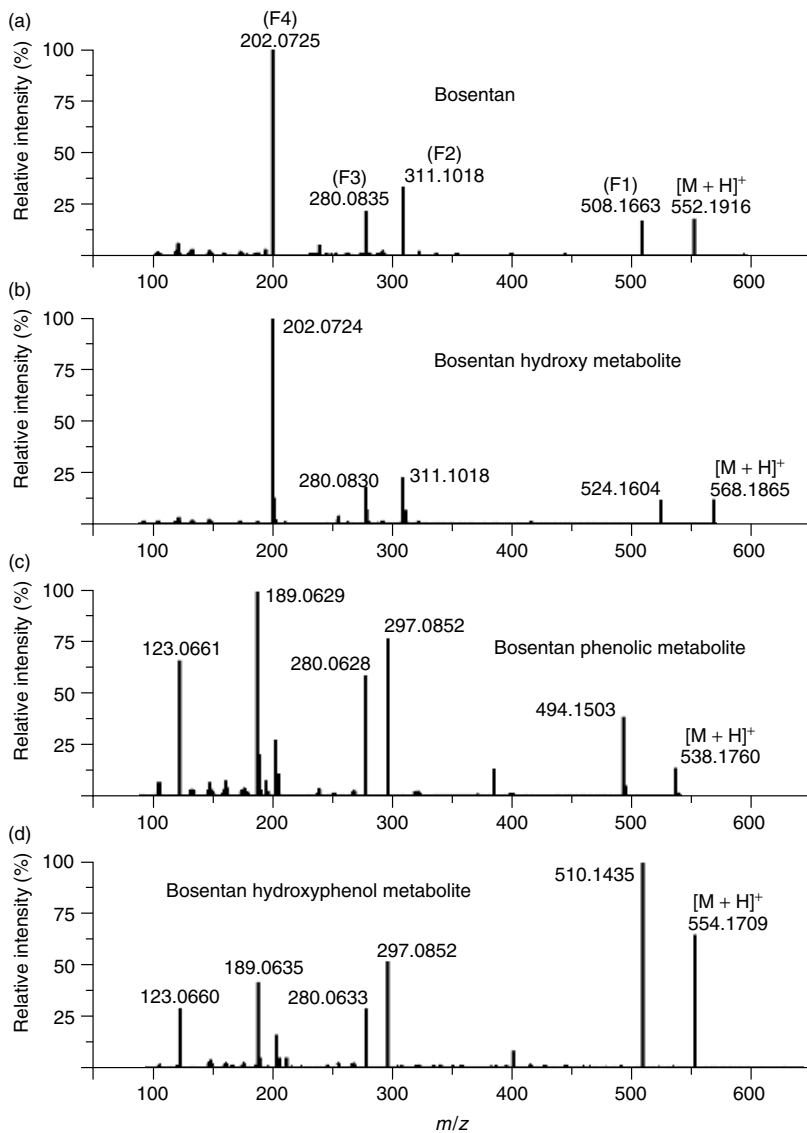 (a)
Relative intensity (%)
100
75
50
25
(F4)
202.0725
Bosentan
(F3)
280.0835
(F2)
311.1018
(F1)
508.1663
[M + H]+
552.1916
100 200 300 400 500 600
(b)
Relative intensity (%)
100
75
50
25
202.0724
Bosentan hydroxy metabolite
280.0830
311.1018
524.1604
[M + H]+
568.1865
100 200 300 400 500 600
(c)
Relative intensity (%)
100
75
50
25
123.0661
189.0629
280.0628
297.0852
Bosentan phenolic metabolite
494.1503
[M + H]+
538.1760
100 200 300 400 500 600
(d)
Relative intensity (%)
100
75
50
25
Bosentan hydroxyphenol metabolite
123.0660
189.0635
280.0633
297.0852
510.1435
[M + H]+
554.1709
100 200 300 400 500 600
m/z